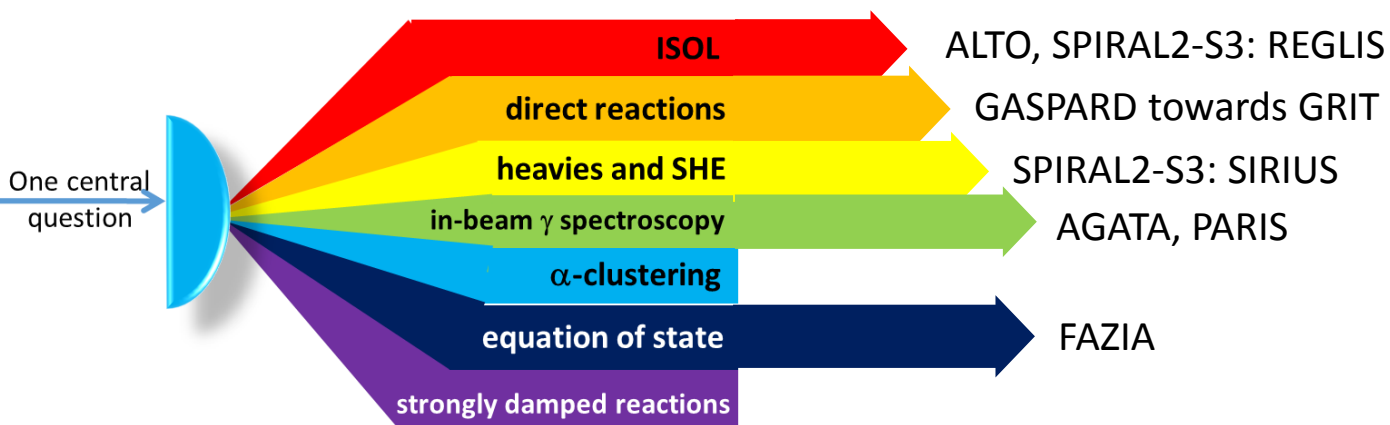 One central
question
ISOL
ALTO, SPIRAL2-S3: REGLIS
direct reactions
GASPARD towards GRIT
heavies and SHE
SPIRAL2-S3: SIRIUS
in-beam γ spectroscopy
AGATA, PARIS
α-clustering
equation of state
FAZIA
strongly damped reactions